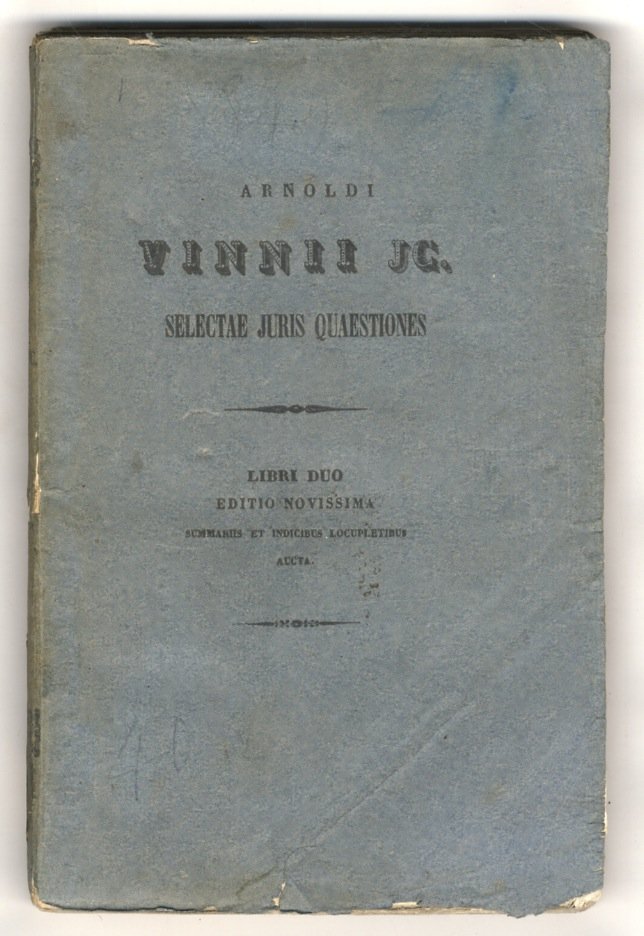 ARNOLDI
VINNII JC.
SELECTAE JURIS QUAESTIONES
LIBRI DUO
EDITIO NOVISSIMA
SUMMARIIS ET INDICIBUS LOCUPLETIBUS
AUCTA.